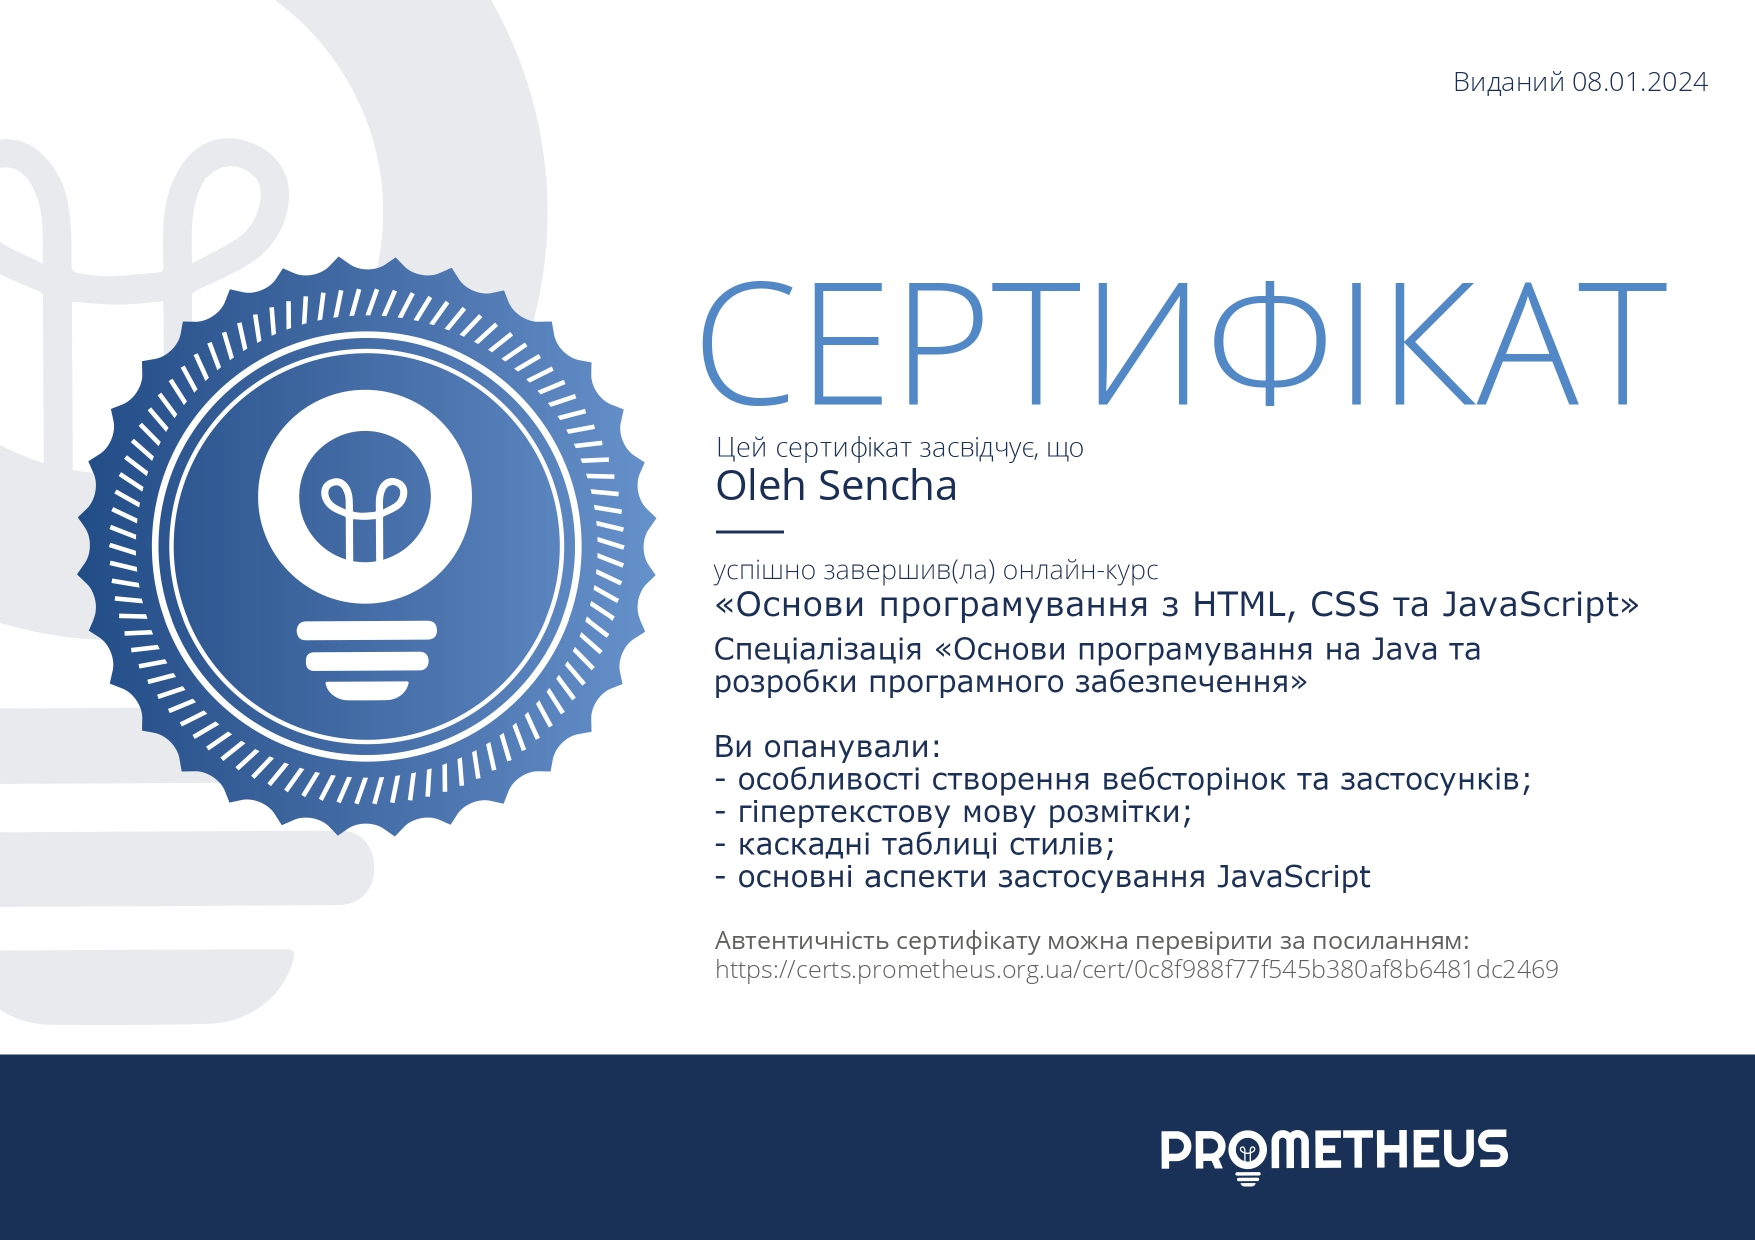 Виданий 08.01.2024
СЕРТИФІКАТ
Цей сертифікат засвідчує, що
Oleh Sencha
успішно завершив(ла) онлайн-курс
«Основи програмування з HTML, CSS та JavaScript»
Спеціалізація «Основи програмування на Java та
розробки програмного забезпечення»
Ви опанували:
- особливості створення вебсторінок та застосунків;
- гіпертекстову мову розмітки;
- каскадні таблиці стилів;
- основні аспекти застосування JavaScript
Автентичність сертифікату можна перевірити за посиланням:
https://certs.prometheus.org.ua/cert/0c8f988f77f545b380af8b6481dc2469
PROMETHEUS